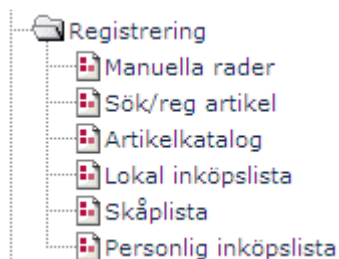 Registrering
Manuella rader
Sök/reg artikel
Artikelkatalog
Lokal inköpslista
Skåplista
Personlig inköpslista